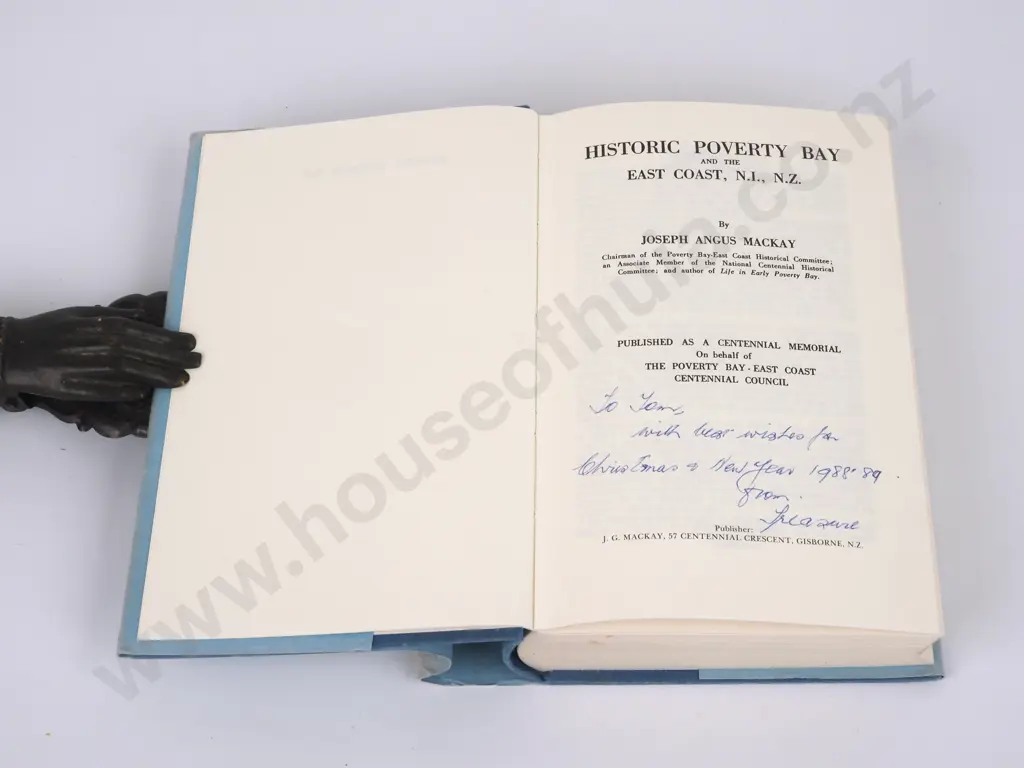 HISTORIC POVERTY BAY
AND THE
EAST COAST, N.I., N.Z.
By
JOSEPH ANGUS MACKAY
Chairman of the Poverty Bay-East Coast Historical Committee;
an Associate Member of the National Centennial Historical
Committee; and author of Life in Early Poverty Bay.
PUBLISHED AS A CENTENNIAL MEMORIAL
On behalf of
THE POVERTY BAY - EAST COAST
CENTENNIAL COUNCIL
To Tom,
with best wishes for
Christmas & New Year 1988-89.
from.
Treazure
Publisher:
J. G. MACKAY, 57 CENTENNIAL CRESCENT, GISBORNE, N.Z.
www.houseofhuia.co.nz